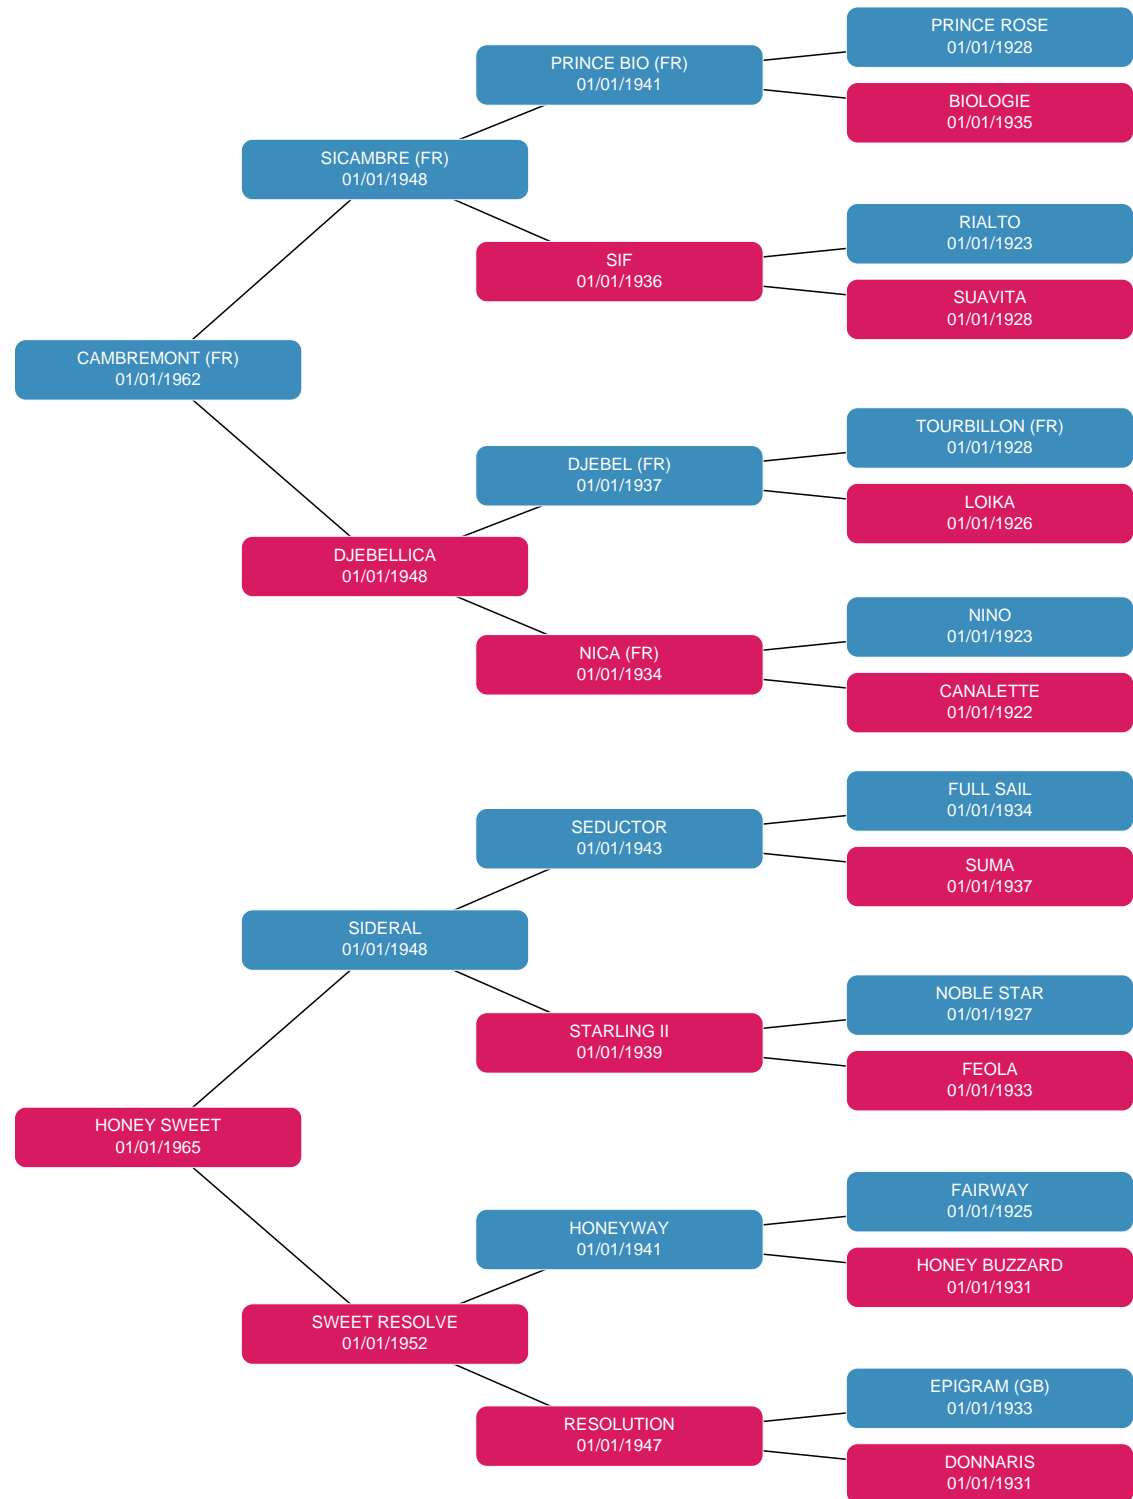 PRINCE ROSE
01/01/1928
PRINCE BIO (FR)
01/01/1941
BIOLOGIE
01/01/1935
SICAMBRE (FR)
01/01/1948
RIALTO
01/01/1923
SIF
01/01/1936
SUAVITA
01/01/1928
CAMBREMONT (FR)
01/01/1962
TOURBILLON (FR)
01/01/1928
DJEBEL (FR)
01/01/1937
LOIKA
01/01/1926
DJEBELLICA
01/01/1948
NINO
01/01/1923
NICA (FR)
01/01/1934
CANALETTE
01/01/1922
FULL SAIL
01/01/1934
SEDUCTOR
01/01/1943
SUMA
01/01/1937
SIDERAL
01/01/1948
NOBLE STAR
01/01/1927
STARLING II
01/01/1939
FEOLA
01/01/1933
HONEY SWEET
01/01/1965
FAIRWAY
01/01/1925
HONEYWAY
01/01/1941
HONEY BUZZARD
01/01/1931
SWEET RESOLVE
01/01/1952
EPIGRAM (GB)
01/01/1933
RESOLUTION
01/01/1947
DONNARIS
01/01/1931